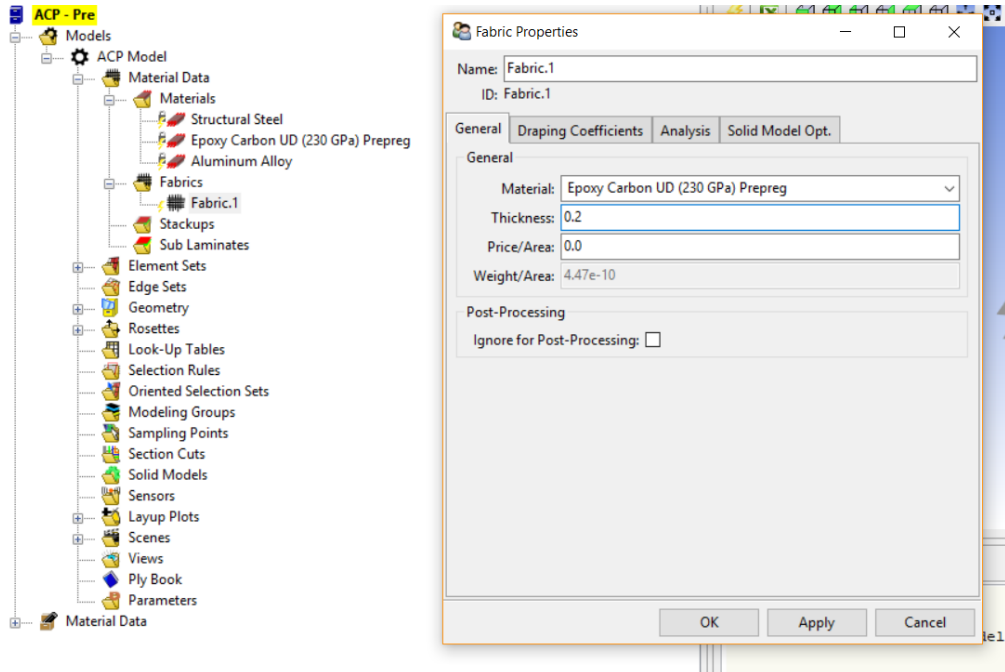 ACP - Pre
Models
ACP Model
Material Data
Materials
Structural Steel
Epoxy Carbon UD (230 GPa) Prepreg
Aluminum Alloy
Fabrics
Fabric.1
Stackups
Sub Laminates
Element Sets
Edge Sets
Geometry
Rosettes
Look-Up Tables
Selection Rules
Oriented Selection Sets
Modeling Groups
Sampling Points
Section Cuts
Solid Models
Sensors
Layup Plots
Scenes
Views
Ply Book
Parameters
Material Data
Fabric Properties
Name: Fabric.1
ID: Fabric.1
General Draping Coefficients Analysis Solid Model Opt.
General
Material: Epoxy Carbon UD (230 GPa) Prepreg
Thickness: 0.2
Price/Area: 0.0
Weight/Area: 4.47e-10
Post-Processing
Ignore for Post-Processing:
OK Apply Cancel